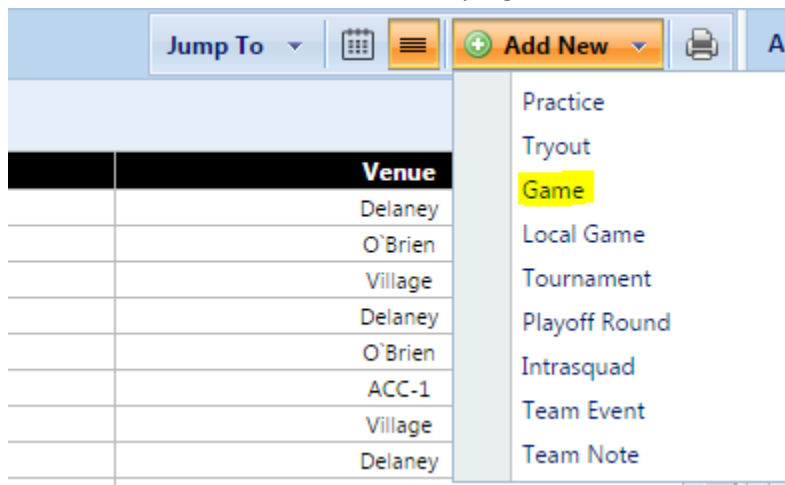 Jump To Add New A
Practice
Tryout
Game
Local Game
Tournament
Playoff Round
Intrasquad
Team Event
Team Note
Venue
Delaney
O`Brien
Village
Delaney
O`Brien
ACC-1
Village
Delaney